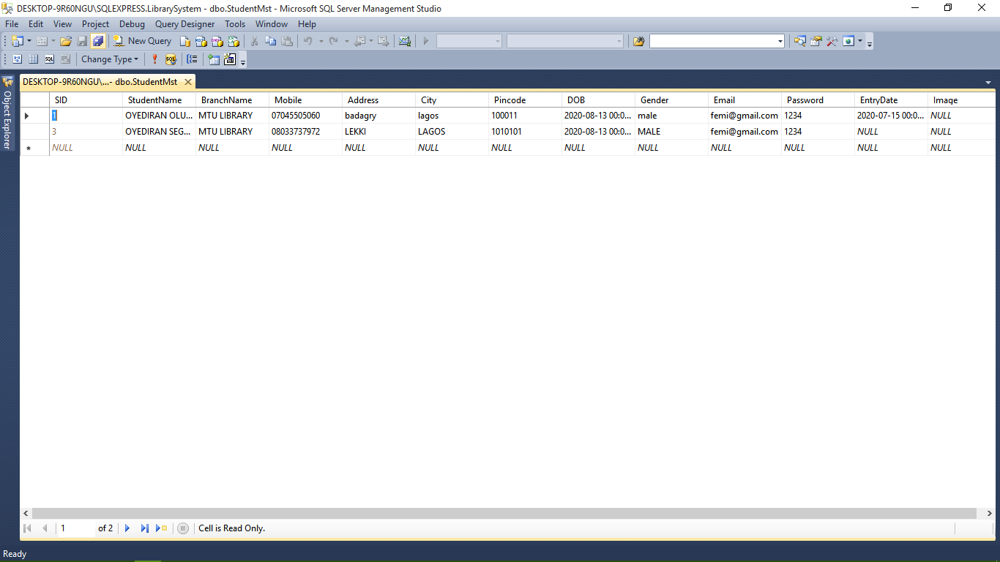 DESKTOP-9R60NGU\SQLEXPRESS.LibrarySystem - dbo.StudentMst - Microsoft SQL Server Management Studio
File Edit View Project Debug Query Designer Tools Window Help
New Query
Change Type
Object Explorer
DESKTOP-9R60NGU\...- dbo.StudentMst
SID StudentName BranchName Mobile Address City Pincode DOB Gender Email Password EntryDate Image
1 OYEDIRAN OLU... MTU LIBRARY 07045505060 badagry lagos 100011 2020-08-13 00:0... male femi@gmail.com 1234 2020-07-15 00:0... NULL
3 OYEDIRAN SEG... MTU LIBRARY 08033737972 LEKKI LAGOS 1010101 2020-08-13 00:0... MALE femi@gmail.com 1234 NULL NULL
NULL NULL NULL NULL NULL NULL NULL NULL NULL NULL NULL NULL NULL
1 of 2 Cell is Read Only.
Ready